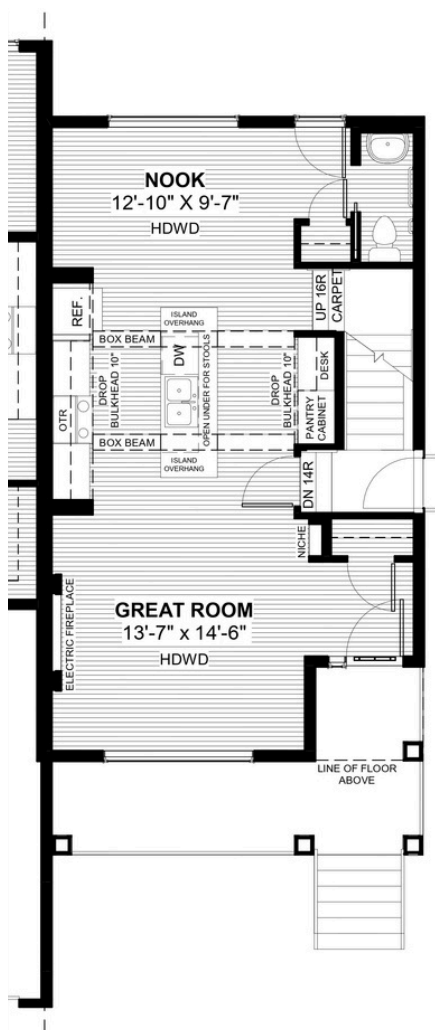 NOOK
12'-10" X 9'-7"
HDWD
REF.
ISLAND
OVERHANG
UP 16R
CARPET
BOX BEAM
DW
OPEN UNDER FOR STOOLS
DROP
BULKHEAD 10"
DROP
BULKHEAD 10"
DESK
PANTRY
CABINET
OTR
BOX BEAM
ISLAND
OVERHANG
DN 14R
NICHE
ELECTRIC FIREPLACE
GREAT ROOM
13'-7" x 14'-6"
HDWD
LINE OF FLOOR
ABOVE